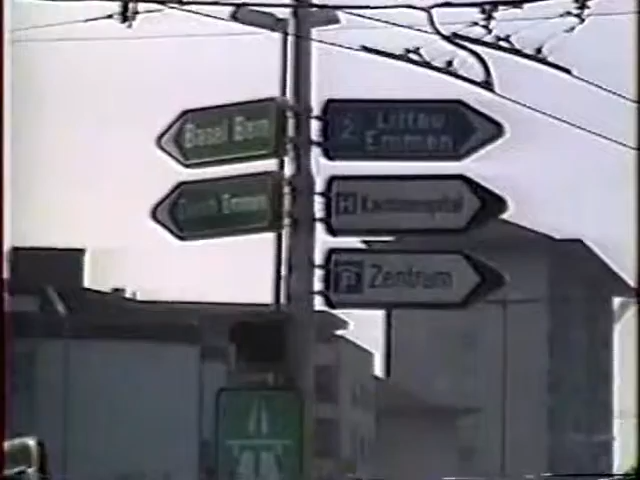 Basel Bern
Emmen
2 Littau
Emmen
H Kantonsspital
P Zentrum